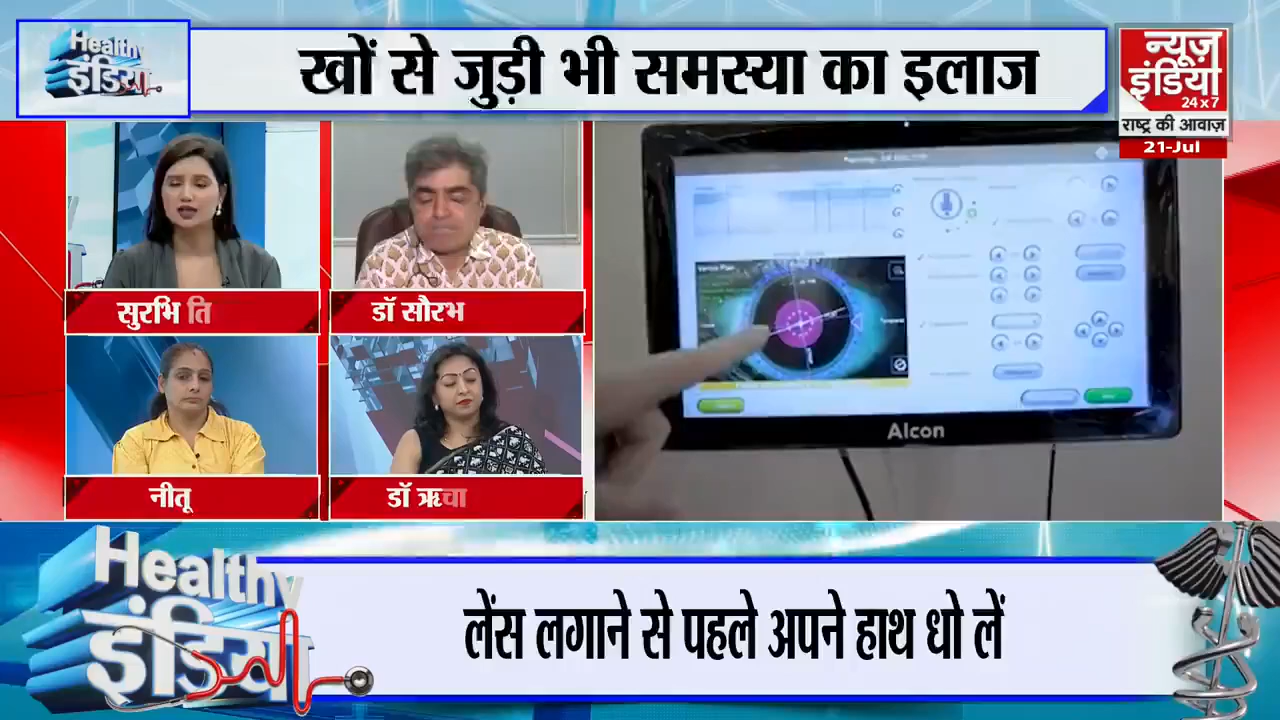 Healthy
इंडिया
खों से जुड़ी भी समस्या का इलाज
न्यूज़
इंडिया
24x7
राष्ट्र की आवाज़
21-Jul
सुरभि ति
डॉ सौरभ
नीतू
डॉ ऋचा
Alcon
Healthy
इंडिया
लेंस लगाने से पहले अपने हाथ धो लें